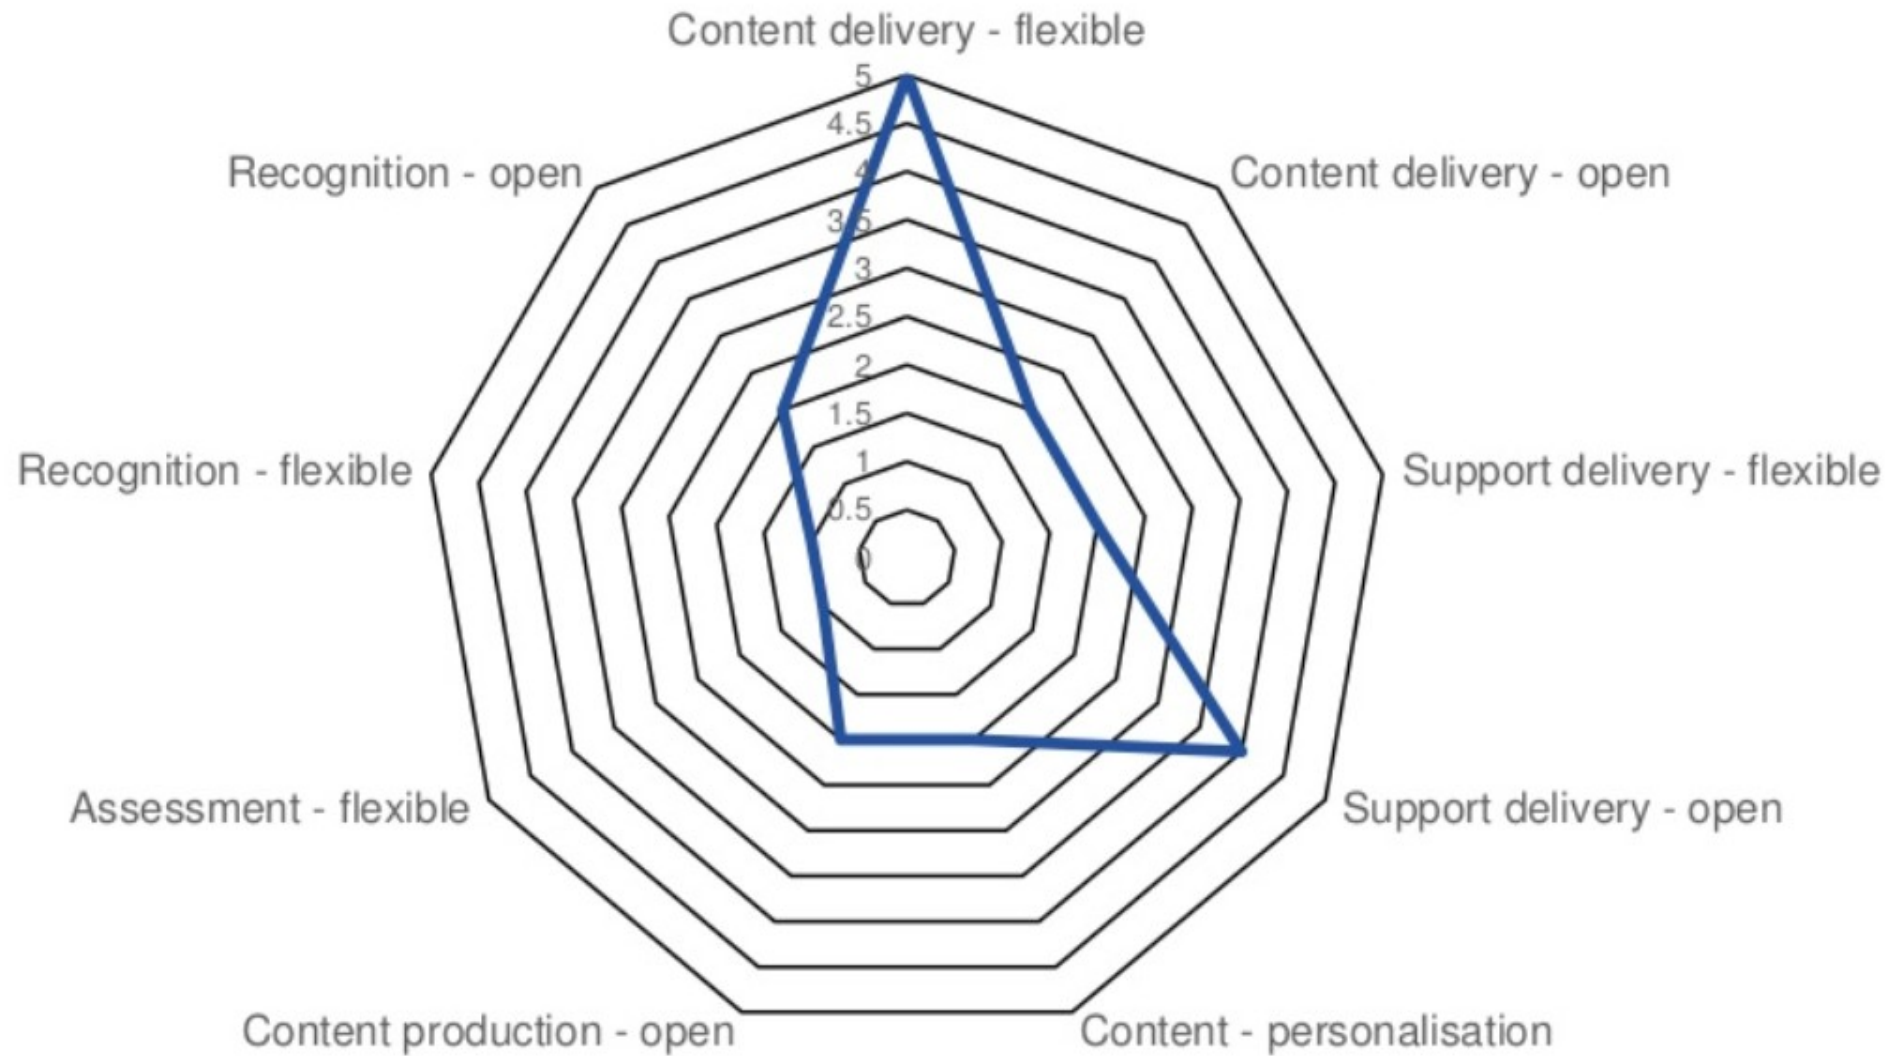 Content delivery - flexible
5
4.5
4
3.5
3
2.5
2
1.5
1
0.5
0
Content delivery - open
Support delivery - flexible
Support delivery - open
Content - personalisation
Content production - open
Assessment - flexible
Recognition - flexible
Recognition - open